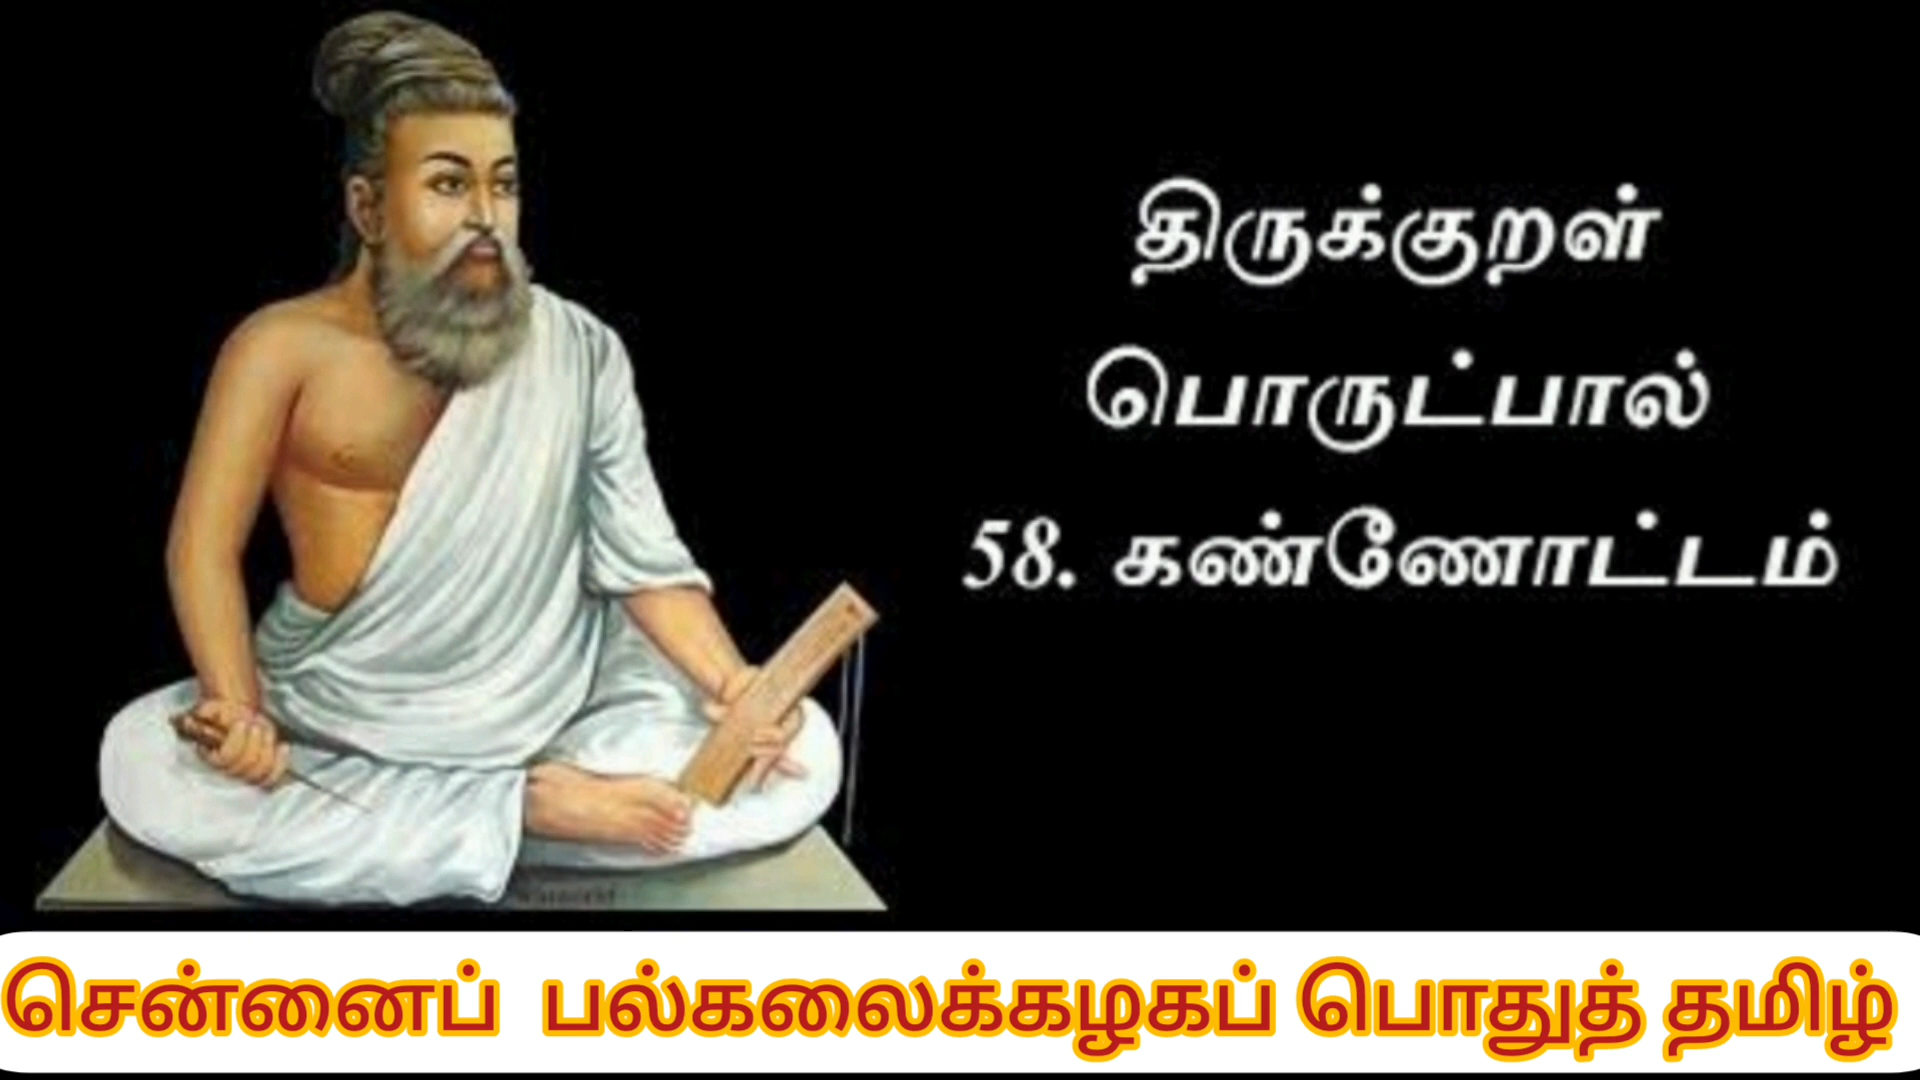 திருக்குறள்
பொருட்பால்
58. கண்ணோட்டம்
சென்னைப் பல்கலைக்கழகப் பொதுத் தமிழ்